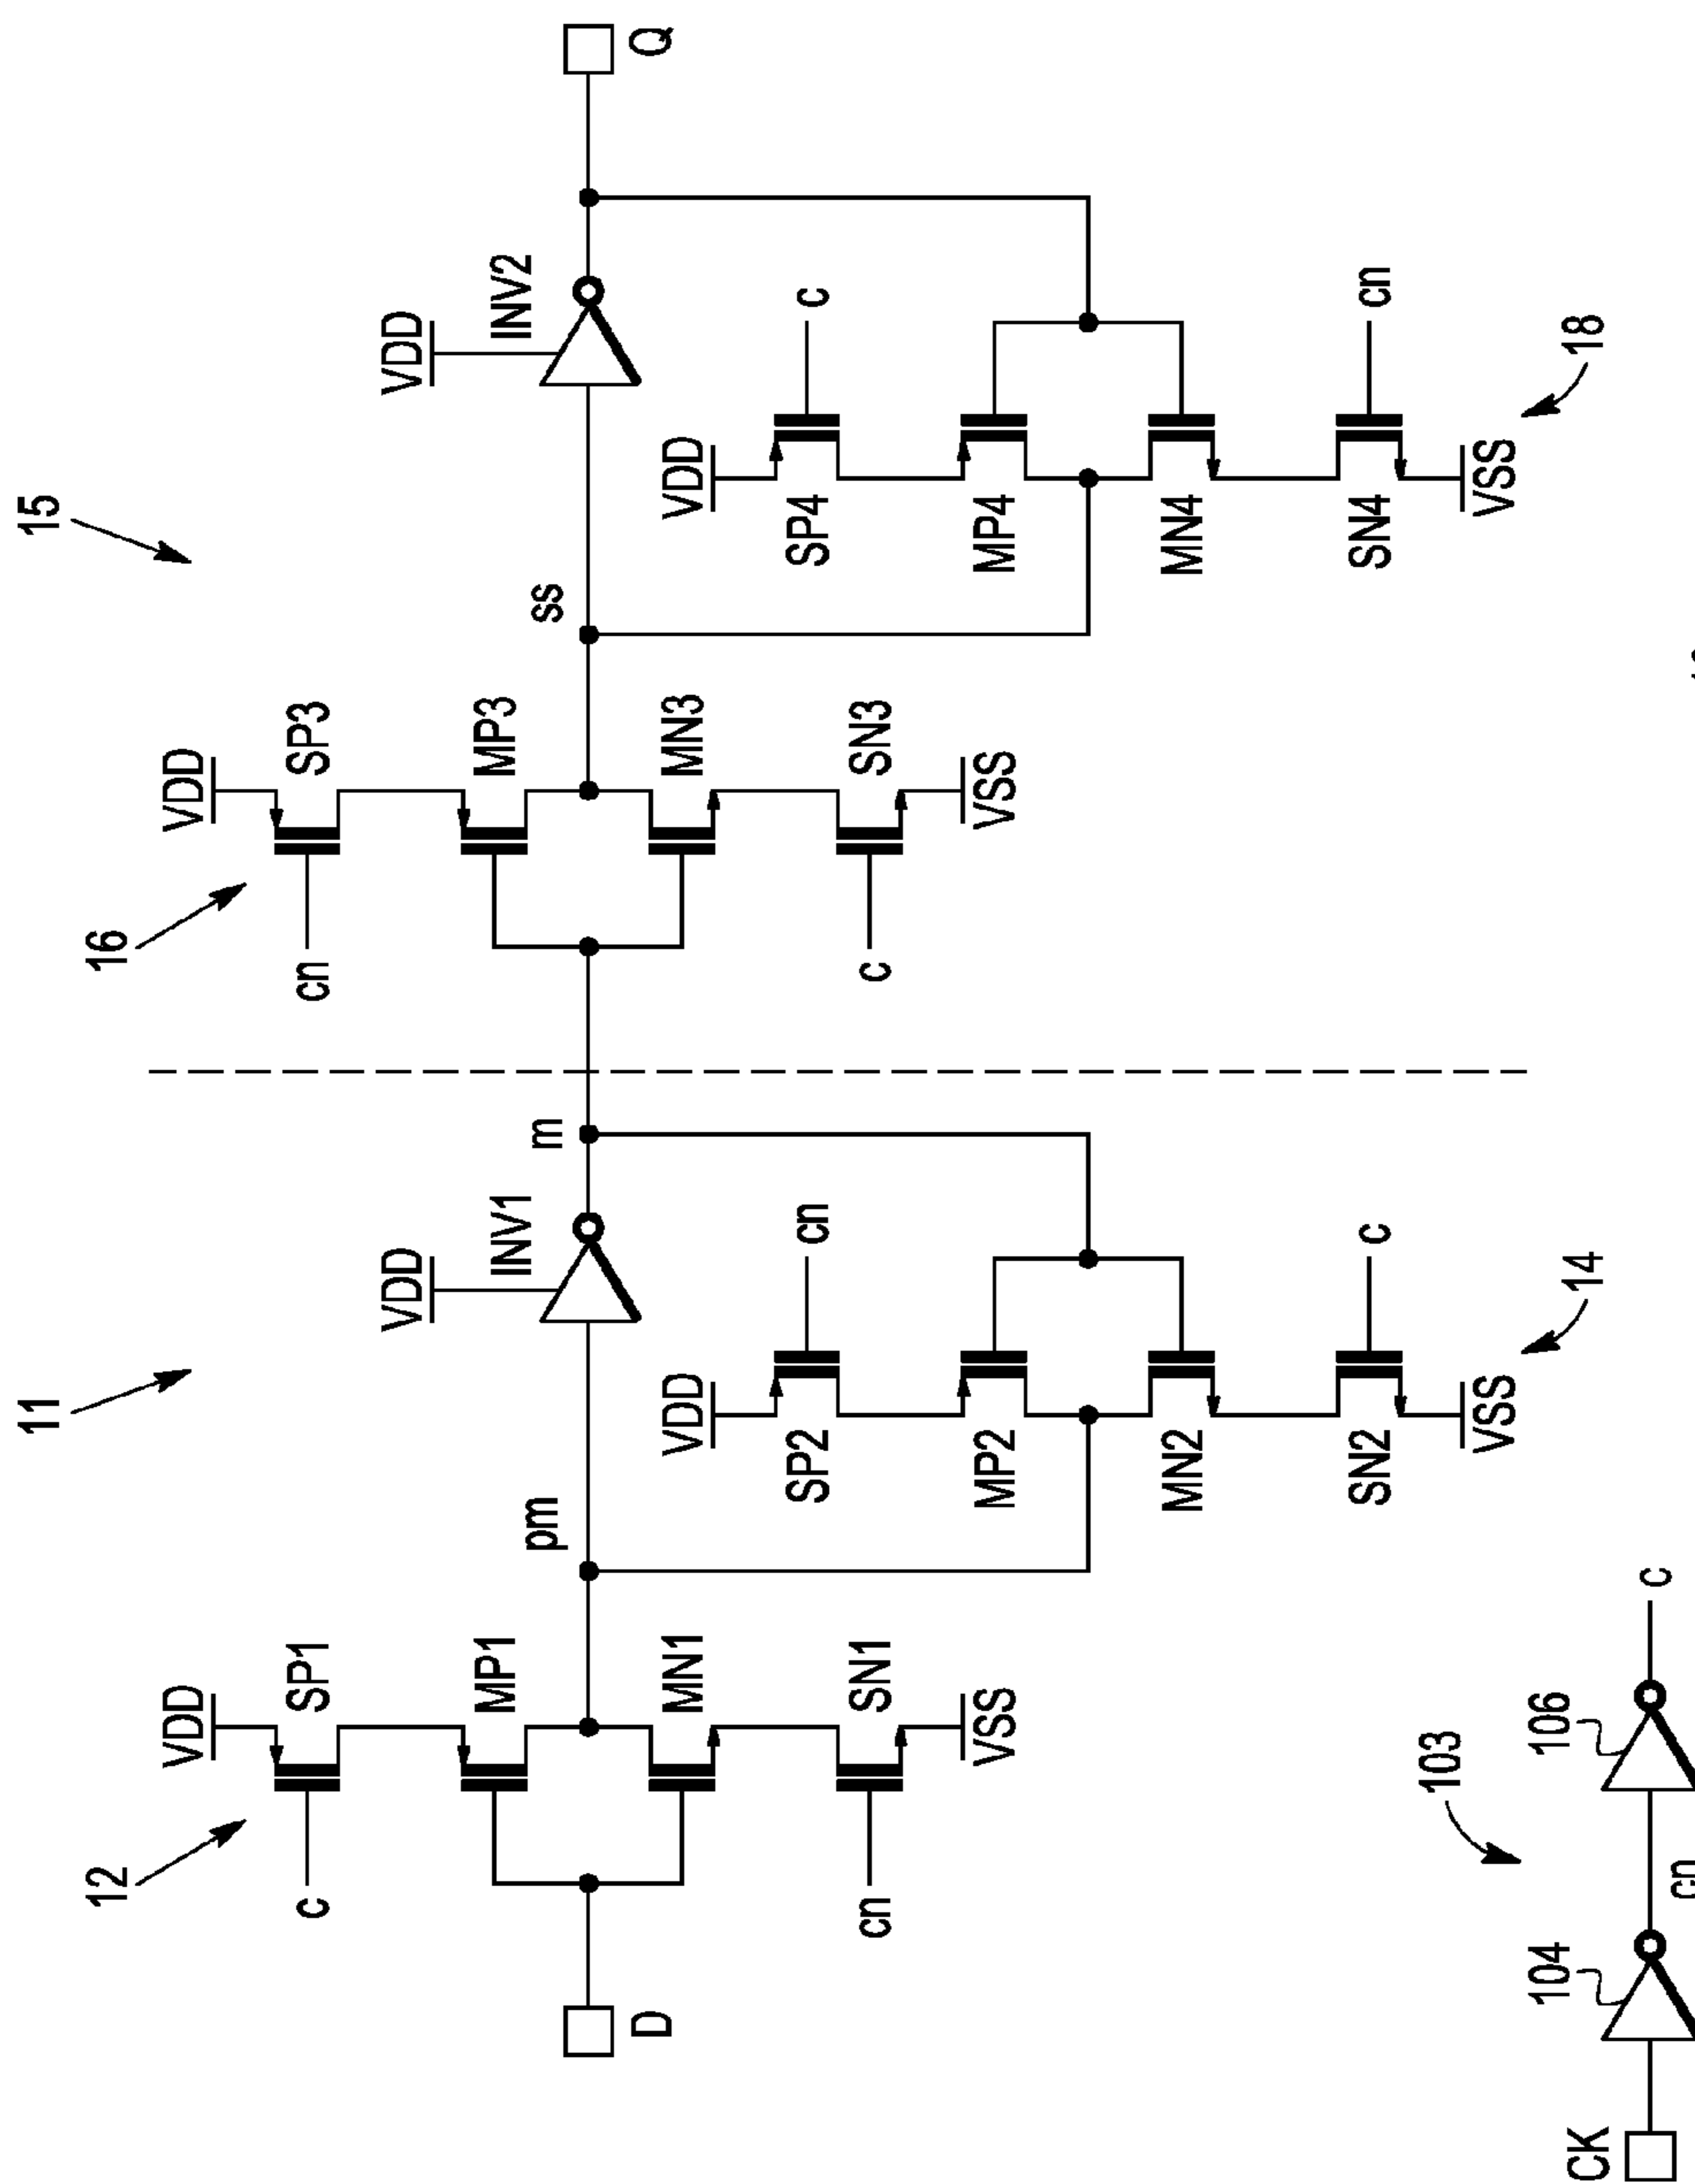 11
15
12
16
VDD
SP1
c
MP1
MN1
SN1
cn
VSS
D
pm
VDD
INV1
m
VDD
SP2
cn
MP2
MN2
SN2
c
VSS
14
VDD
SP3
cn
MP3
MN3
SN3
c
VSS
ss
VDD
INV2
Q
VDD
SP4
c
MP4
MN4
SN4
cn
VSS
18
103
CK
104
cn
106
c